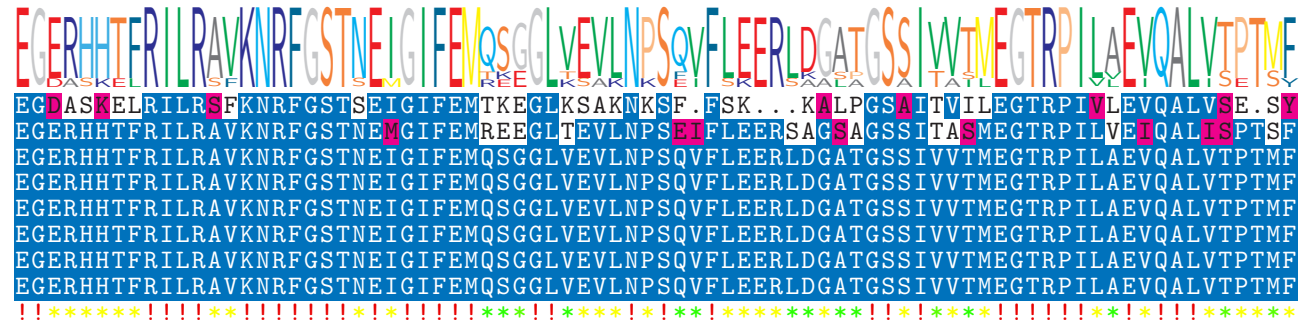 EGERHHTFRILRAVKNRFGSTNEIGIFEMQSGGLVEVLNPSQVFLEERLDGATGSSIVVTMEGTRPILAEVQALVTPTMF
EGDASKELRILRSFKNRFGSTSEIGIFEMTKEGLKSAKNKSF.FSK...KALPGSAITVILEGTRPIVLEVQALVSE.SY
EGERHHTFRILRAVKNRFGSTNEMGIFEMREEGLTEVLNPSEIFLEERSAGSAGSSITASMEGTRPILVEIQALISPTSF
EGERHHTFRILRAVKNRFGSTNEIGIFEMQSGGLVEVLNPSQVFLEERLDGATGSSIVVTMEGTRPILAEVQALVTPTMF
EGERHHTFRILRAVKNRFGSTNEIGIFEMQSGGLVEVLNPSQVFLEERLDGATGSSIVVTMEGTRPILAEVQALVTPTMF
EGERHHTFRILRAVKNRFGSTNEIGIFEMQSGGLVEVLNPSQVFLEERLDGATGSSIVVTMEGTRPILAEVQALVTPTMF
EGERHHTFRILRAVKNRFGSTNEIGIFEMQSGGLVEVLNPSQVFLEERLDGATGSSIVVTMEGTRPILAEVQALVTPTMF
EGERHHTFRILRAVKNRFGSTNEIGIFEMQSGGLVEVLNPSQVFLEERLDGATGSSIVVTMEGTRPILAEVQALVTPTMF
EGERHHTFRILRAVKNRFGSTNEIGIFEMQSGGLVEVLNPSQVFLEERLDGATGSSIVVTMEGTRPILAEVQALVTPTMF
!!******!!!!**!!!!!!!*!*!!!!!***!!****!*!**!*********!!*!****!!!!!!**!*!!!******